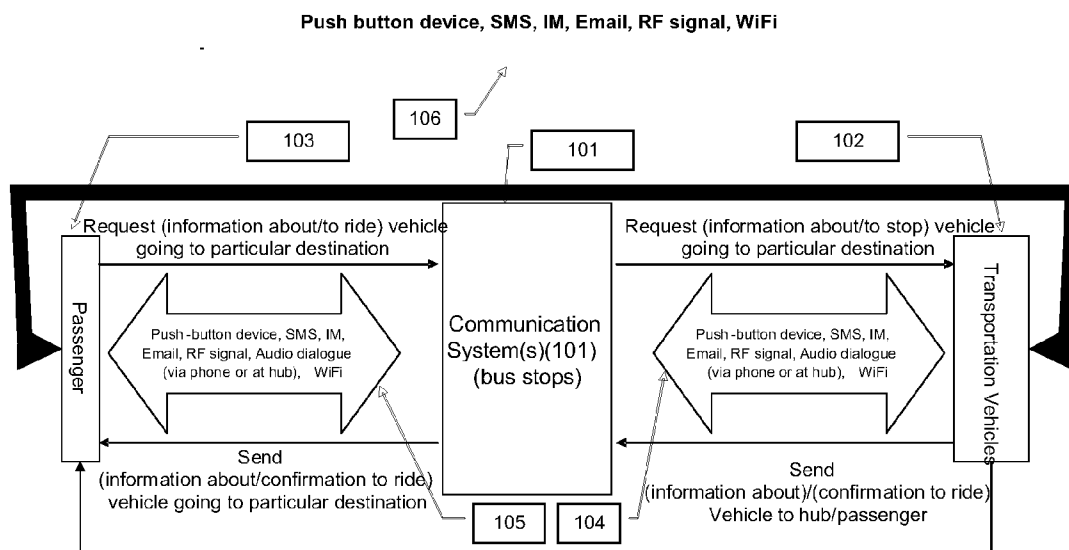 Push button device, SMS, IM, Email, RF signal, WiFi
106
103
101
102
Request (information about/to ride) vehicle
going to particular destination
Request (information about/to stop) vehicle
going to particular destination
Passenger
Push-button device, SMS, IM,
Email, RF signal, Audio dialogue
(via phone or at hub), WiFi
Communication
System(s)(101)
(bus stops)
Push-button device, SMS, IM,
Email, RF signal, Audio dialogue
(via phone or at hub), WiFi
Transportation Vehicles
Send
(information about/confirmation to ride)
vehicle going to particular destination
Send
(information about)/(confirmation to ride)
Vehicle to hub/passenger
105
104